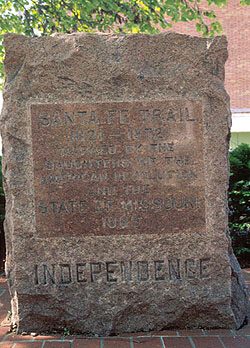 SANTA FE TRAIL
1821 – 1872
MARKED BY THE
DAUGHTERS OF THE
AMERICAN REVOLUTION
AND THE
STATE OF MISSOURI
1909
INDEPENDENCE